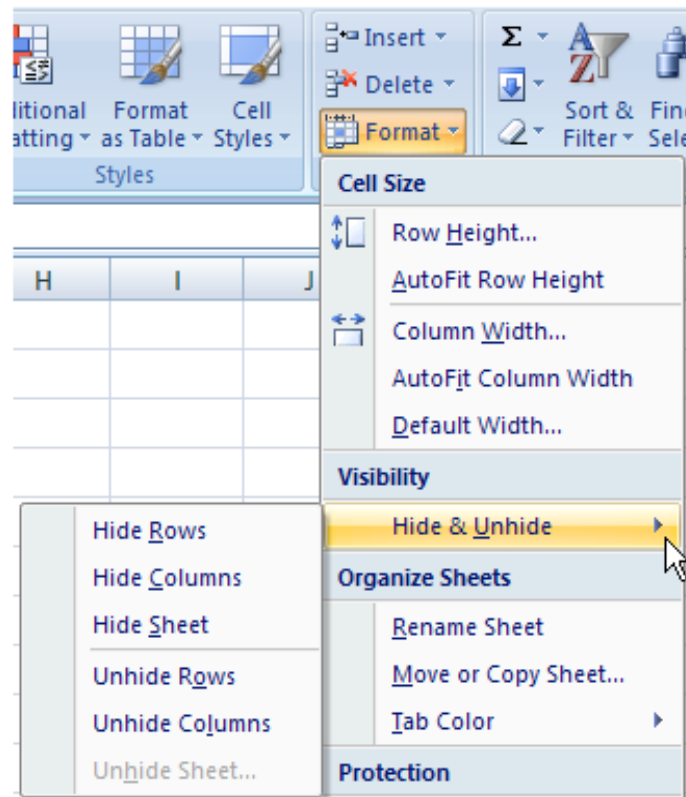 Insert
Σ
Delete
Format as Table
Cell Styles
Format
Sort & Filter
A
Z
Styles
Cell Size
Row Height...
H I J
AutoFit Row Height
Column Width...
AutoFit Column Width
Default Width...
Visibility
Hide & Unhide
Hide Rows
Hide Columns
Hide Sheet
Unhide Rows
Unhide Columns
Unhide Sheet...
Organize Sheets
Rename Sheet
Move or Copy Sheet...
Tab Color
Protection